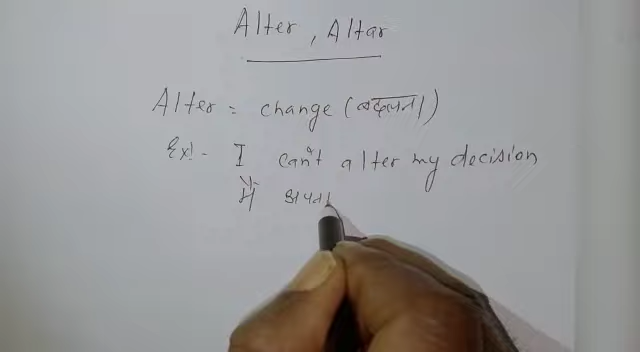 Alter, Altar
Alter = change (बदलना)
Ex:- I can't alter my decision
मैं अपना